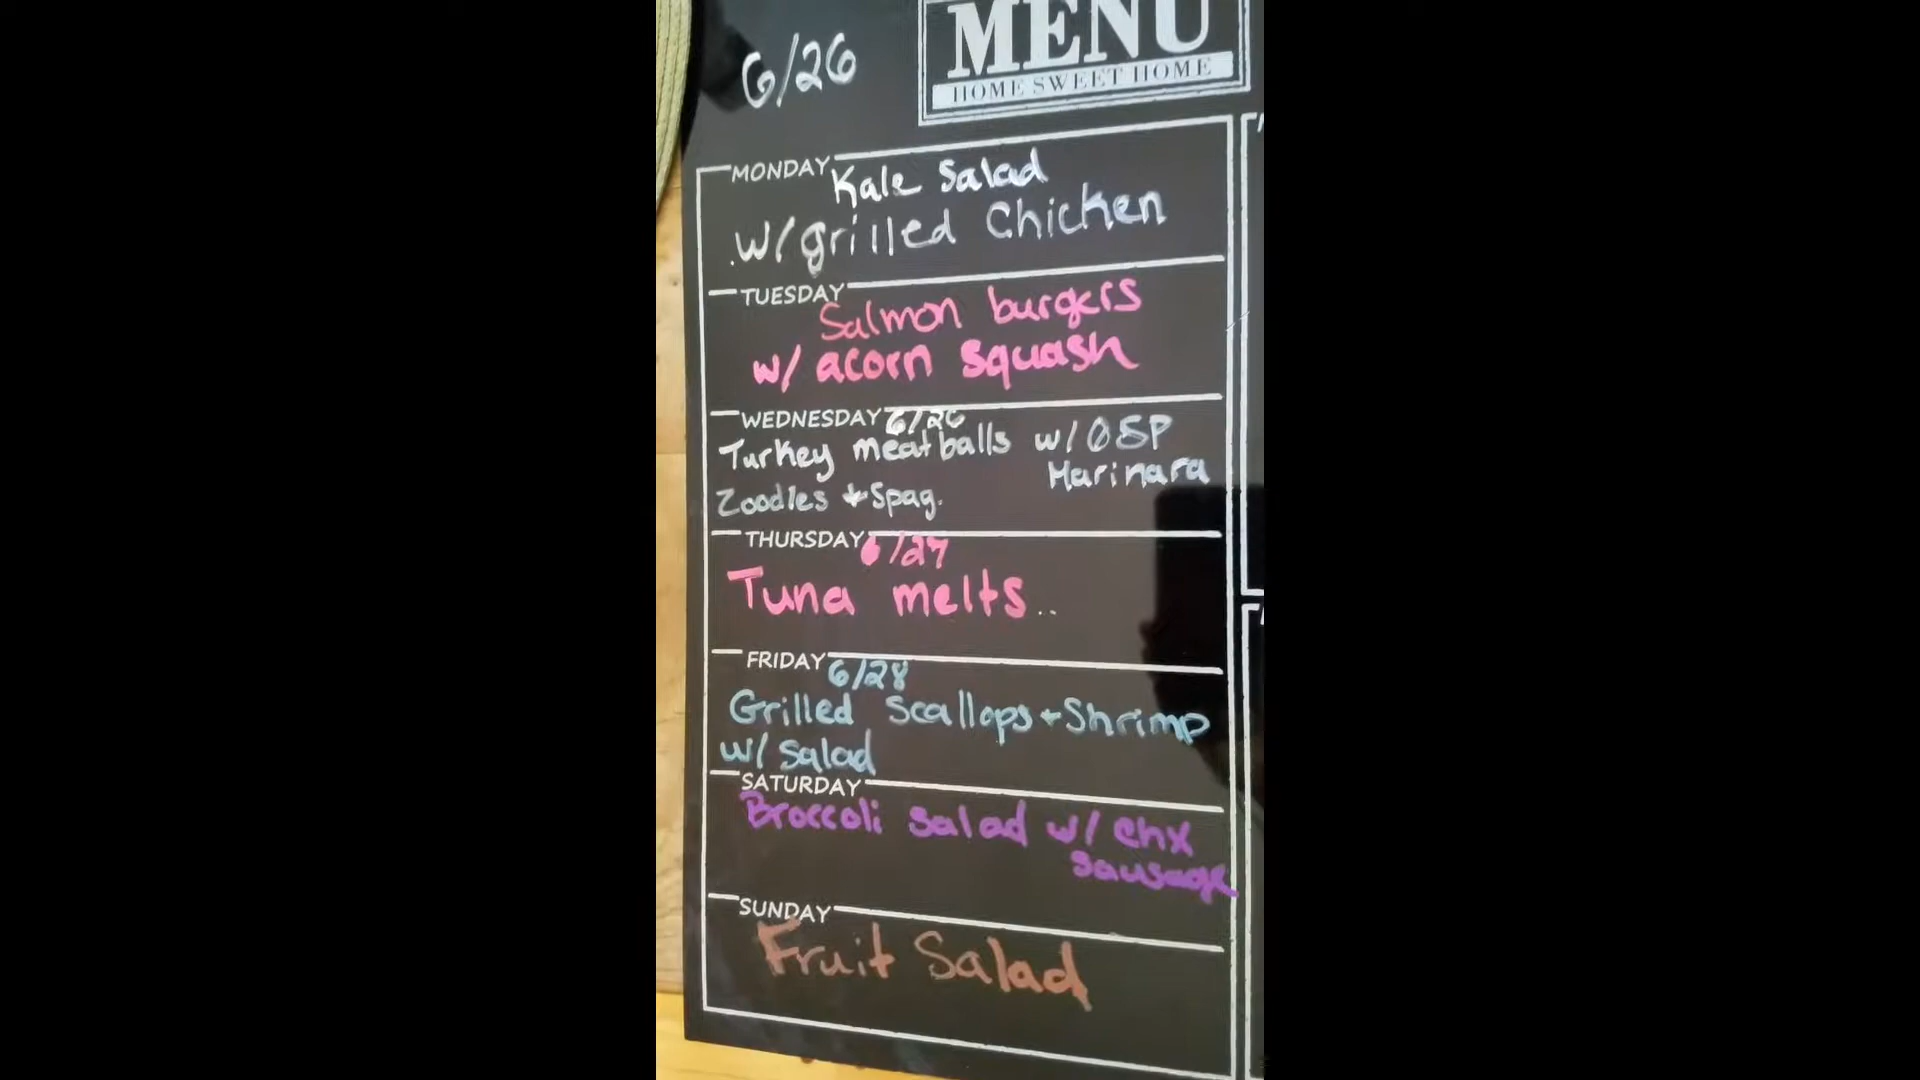 6/26
MENU
HOME SWEET HOME
MONDAY
Kale Salad
w/grilled Chicken
TUESDAY
Salmon burgers
w/ acorn squash
WEDNESDAY 6/26
Turkey meatballs w/ OSP
Marinara
Zoodles + Spag.
THURSDAY 6/27
Tuna melts..
FRIDAY 6/28
Grilled Scallops + Shrimp
w/ salad
SATURDAY
Broccoli salad w/ chx
sausage
SUNDAY
Fruit Salad